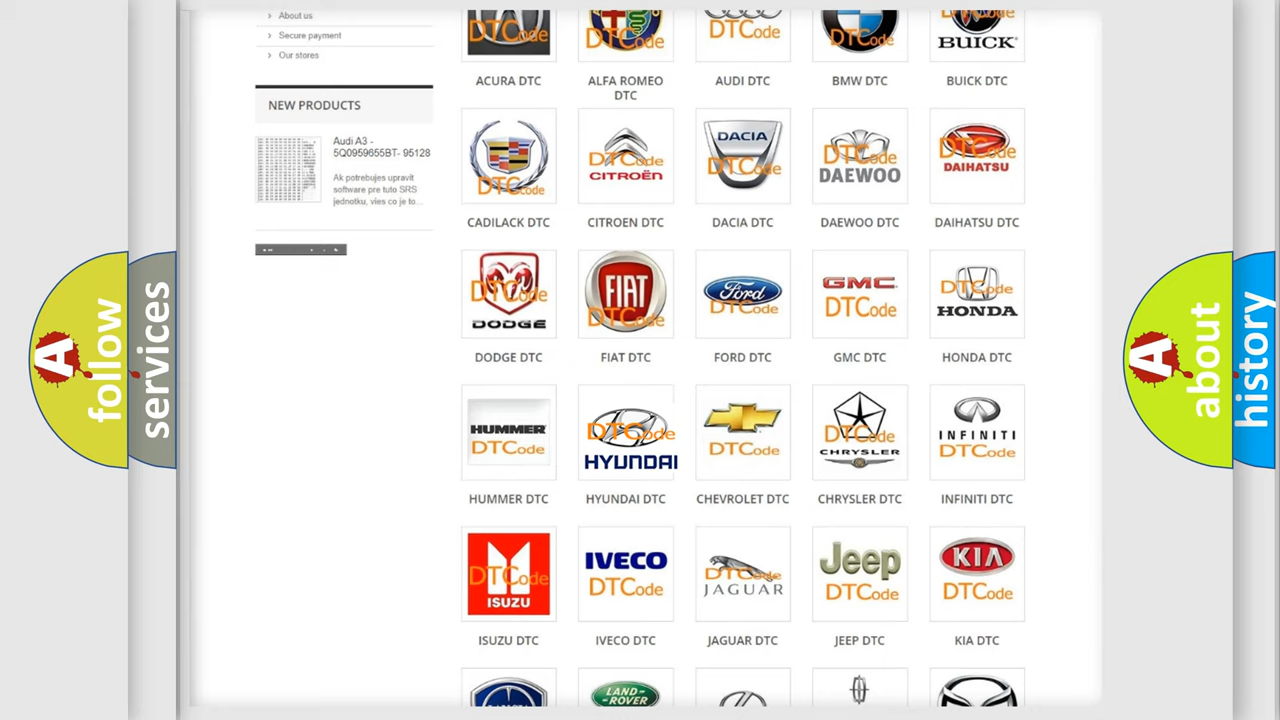 About us
Secure payment
Our stores
NEW PRODUCTS
Audi A3 -
5Q0959655BT- 95128
Ak potrebujes upravit
software pre tuto SRS
jednotku, vies co je to...
DTCode DTCode DTCode DTCode BUICK
ACURA DTC ALFA ROMEO DTC AUDI DTC BMW DTC BUICK DTC
DTCode DTCode CITROËN DACIA DTCode DTCode DAEWOO DTCode DAIHATSU
CADILACK DTC CITROEN DTC DACIA DTC DAEWOO DTC DAIHATSU DTC
DTCode DODGE FIAT DTCode Ford DTCode GMC DTCode DTCode HONDA
DODGE DTC FIAT DTC FORD DTC GMC DTC HONDA DTC
HUMMER DTCode DTCode HYUNDAI DTCode DTCode CHRYSLER INFINITI DTCode
HUMMER DTC HYUNDAI DTC CHEVROLET DTC CHRYSLER DTC INFINITI DTC
DTCode ISUZU IVECO DTCode DTCode JAGUAR Jeep DTCode KIA DTCode
ISUZU DTC IVECO DTC JAGUAR DTC JEEP DTC KIA DTC
LAND-ROVER
A follow
services
A about
history